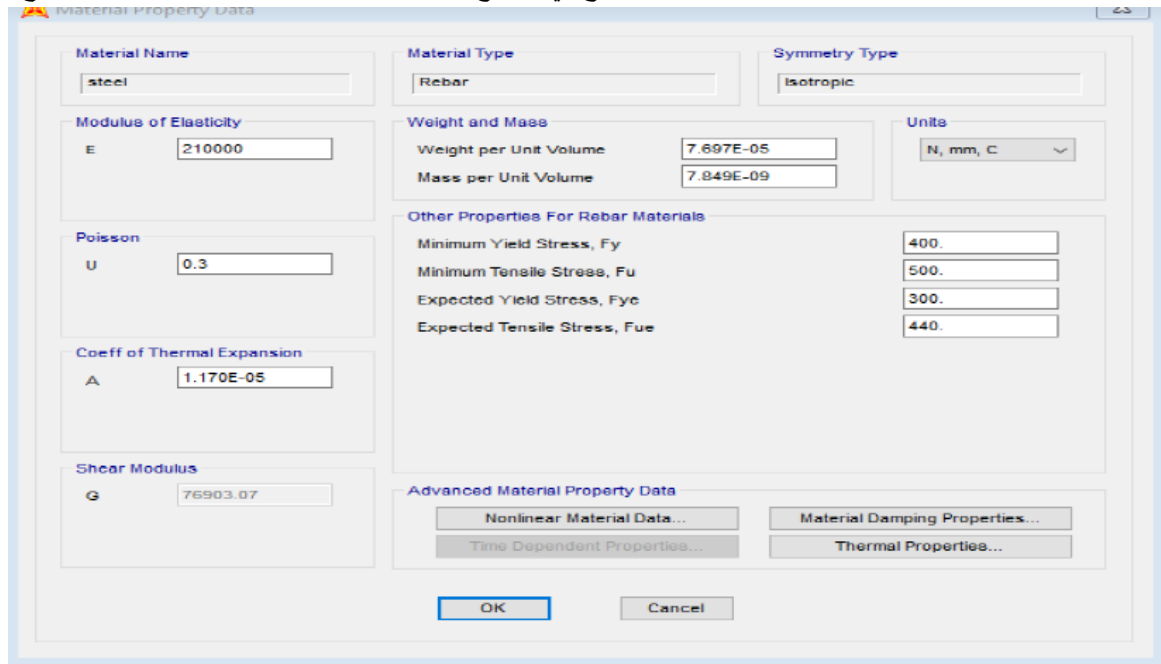 Material Property Data
Material Name
steel
Material Type
Rebar
Symmetry Type
Isotropic
Modulus of Elasticity
E 210000
Weight and Mass
Weight per Unit Volume 7.697E-05
Mass per Unit Volume 7.849E-09
Units
N, mm, C
Poisson
U 0.3
Other Properties For Rebar Materials
Minimum Yield Stress, Fy 400.
Minimum Tensile Stress, Fu 500.
Expected Yield Stress, Fye 300.
Expected Tensile Stress, Fue 440.
Coeff of Thermal Expansion
A 1.170E-05
Shear Modulus
G 76903.07
Advanced Material Property Data
Nonlinear Material Data... Material Damping Properties...
Time Dependent Properties... Thermal Properties...
OK Cancel